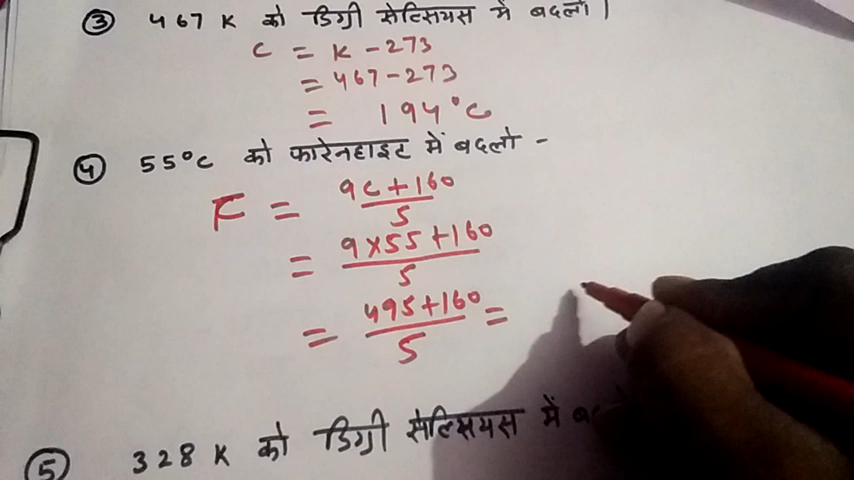 ③ 467 K को डिग्री सेल्सियस में बदलो।
C = K - 273
= 467 - 273
= 194°C
④ 55°C को फारेनहाइट में बदलो -
F = 9C + 160 / 5
= 9 × 55 + 160 / 5
= 495 + 160 / 5 =
⑤ 328 K को डिग्री सेल्सियस में